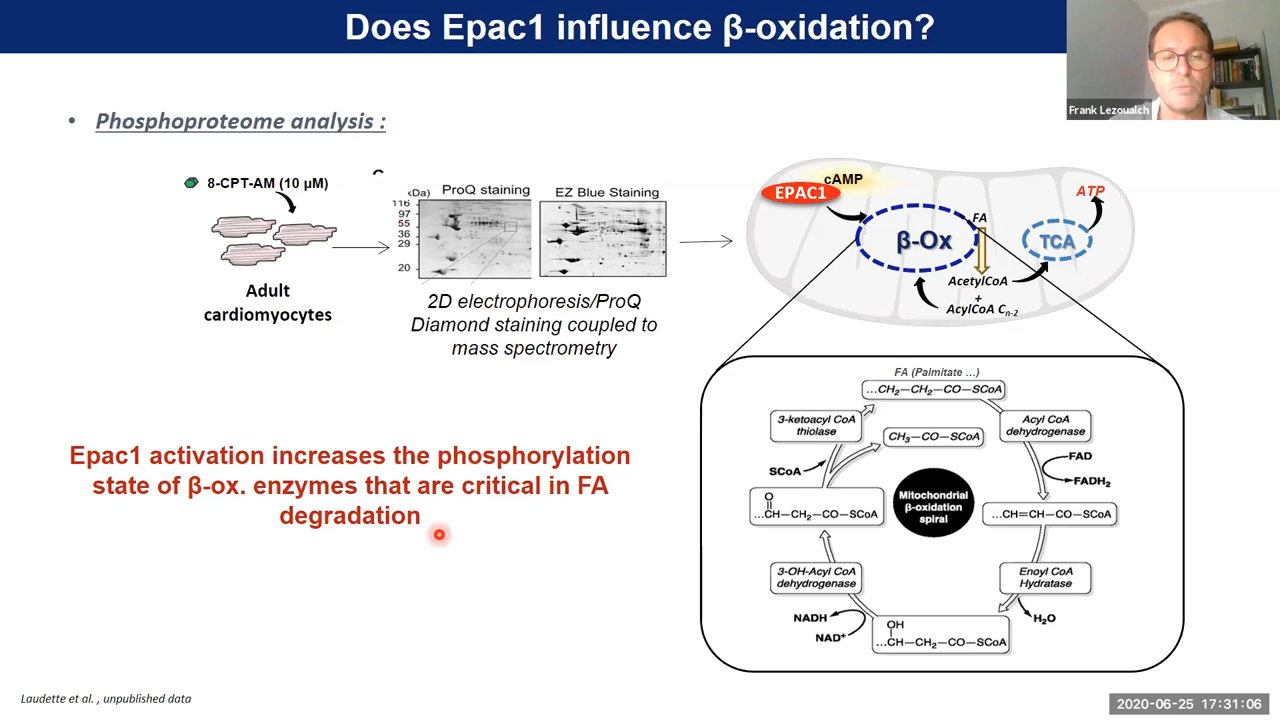 Does Epac1 influence β-oxidation?
Frank Lezoualch
• Phosphoproteome analysis :
8-CPT-AM (10 μM)
Adult
cardiomyocytes
kDa)
ProQ staining
EZ Blue Staining
116
97
55
36
29
20
2D electrophoresis/ProQ
Diamond staining coupled to
mass spectrometry
cAMP
EPAC1
β-Ox
FA
TCA
ATP
AcetylCoA
+
AcylCoA Cn-2
Epac1 activation increases the phosphorylation
state of β-ox. enzymes that are critical in FA
degradation
FA (Palmitate ...)
...CH2–CH2–CO–SCoA
3-ketoacyl CoA
thiolase
CH3–CO–SCoA
Acyl CoA
dehydrogenase
SCoA
FAD
FADH2
Mitochondrial
β-oxidation
spiral
O
...CH–CH2–CO–SCoA
...CH=CH–CO–SCoA
3-OH-Acyl CoA
dehydrogenase
Enoyl CoA
Hydratase
NADH
NAD+
H2O
OH
...CH–CH2–CO–SCoA
Laudette et al. , unpublished data
2020-06-25 17:31:06